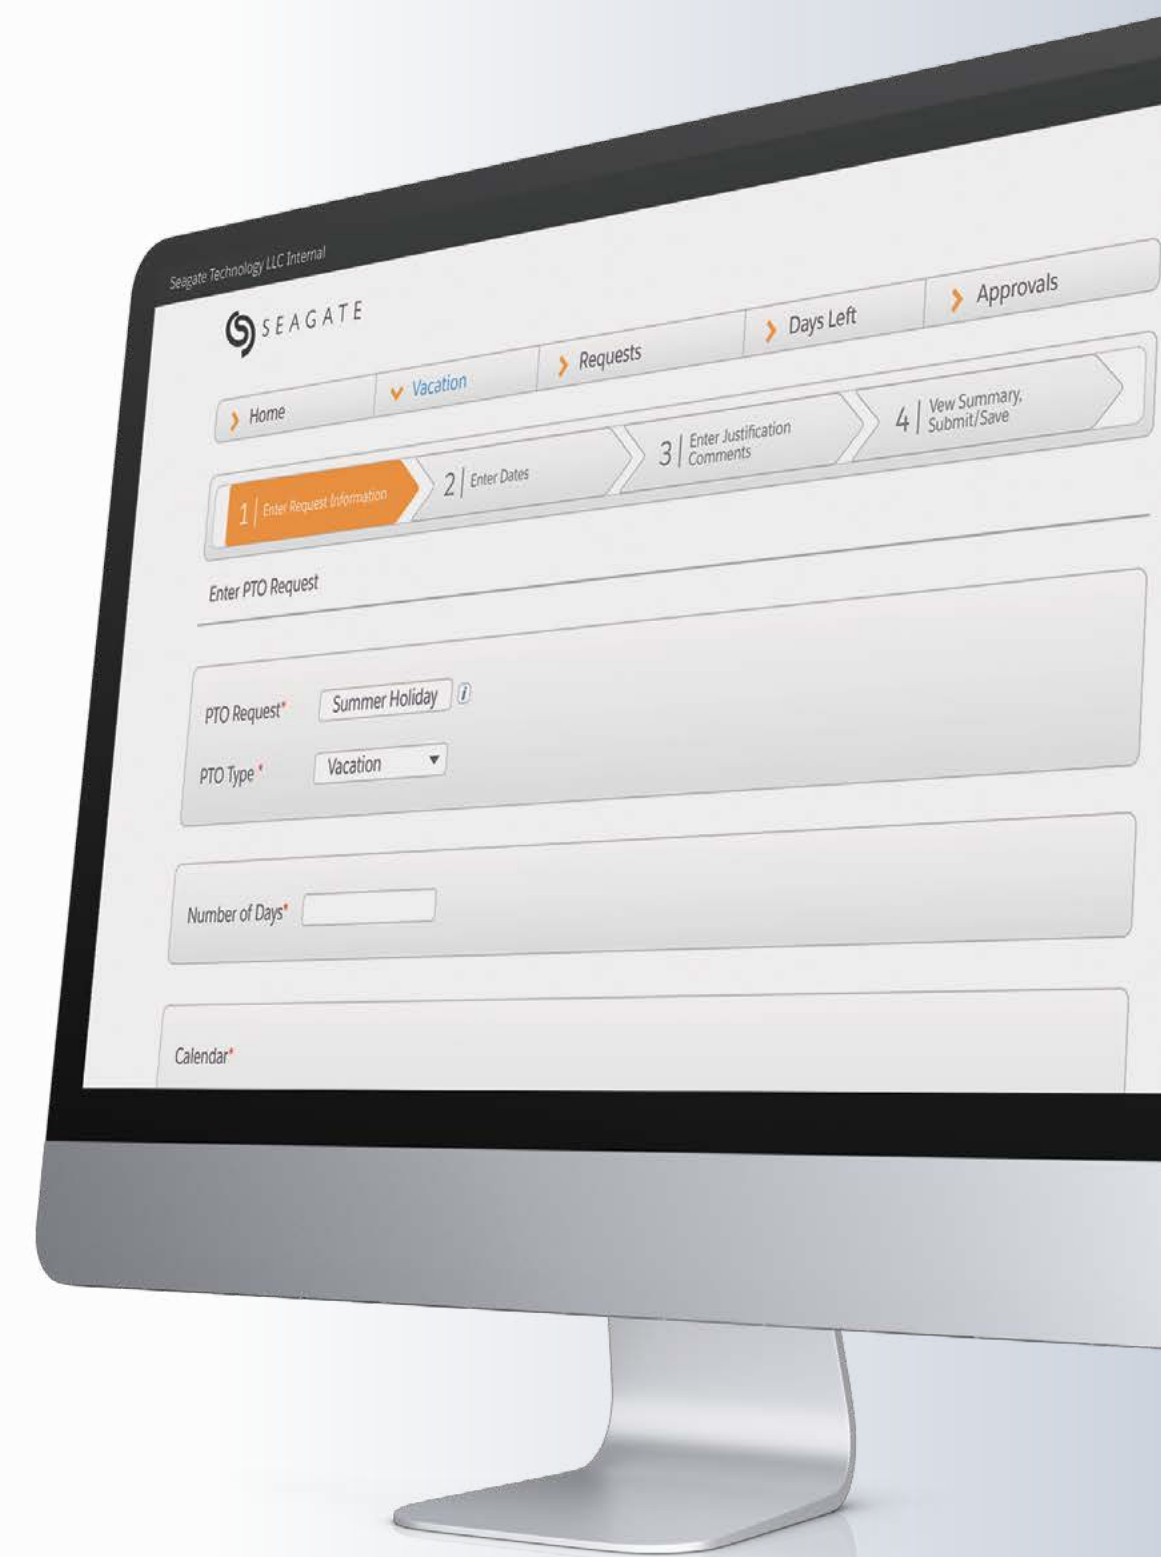 Seagate Technology LLC Internal
SEAGATE
Home
Vacation
Requests
Days Left
Approvals
1 | Enter Request Information
2 | Enter Dates
3 | Enter Justification
Comments
4 | Vew Summary,
Submit/Save
Enter PTO Request
PTO Request*
Summer Holiday
i
PTO Type *
Vacation
Number of Days*
Calendar*